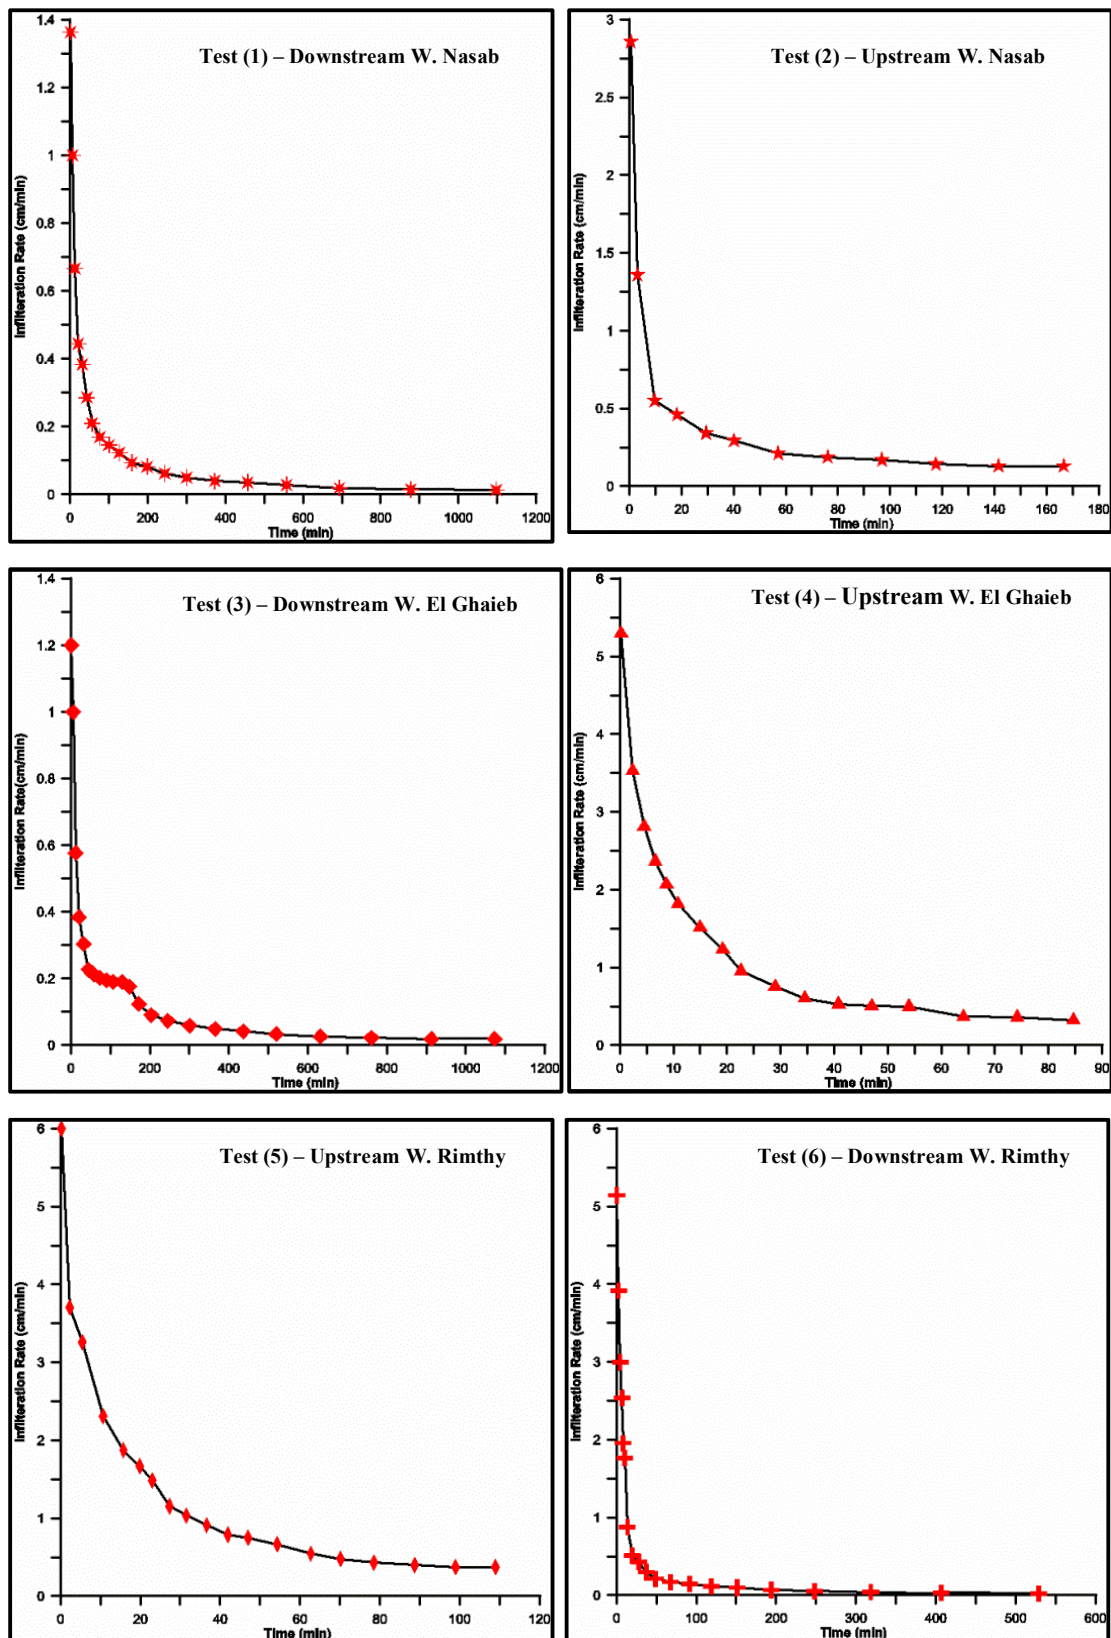 Test (1) – Downstream W. Nasab
1.4
1.2
1
0.8
0.6
0.4
0.2
0
Infilteration Rate (cm/min)
0 200 400 600 800 1000 1200
Time (min)
Test (2) – Upstream W. Nasab
3
2.5
2
1.5
1
0.5
0
Infilteration Rate (cm/min)
0 20 40 60 80 100 120 140 160 180
Time (min)
Test (3) – Downstream W. El Ghaieb
1.4
1.2
1
0.8
0.6
0.4
0.2
0
Infilteration Rate(cm/min)
0 200 400 600 800 1000 1200
Time (min)
Test (4) – Upstream W. El Ghaieb
6
5
4
3
2
1
0
Infilteration Rate (cm/min)
0 10 20 30 40 50 60 70 80 90
Time (min)
Test (5) – Upstream W. Rimthy
6
5
4
3
2
1
0
Infilteration Rate (cm/min)
0 20 40 60 80 100 120
Time (min)
Test (6) – Downstream W. Rimthy
6
5
4
3
2
1
0
Infilteration Rate (cm/min)
0 100 200 300 400 500 600
Time (min)